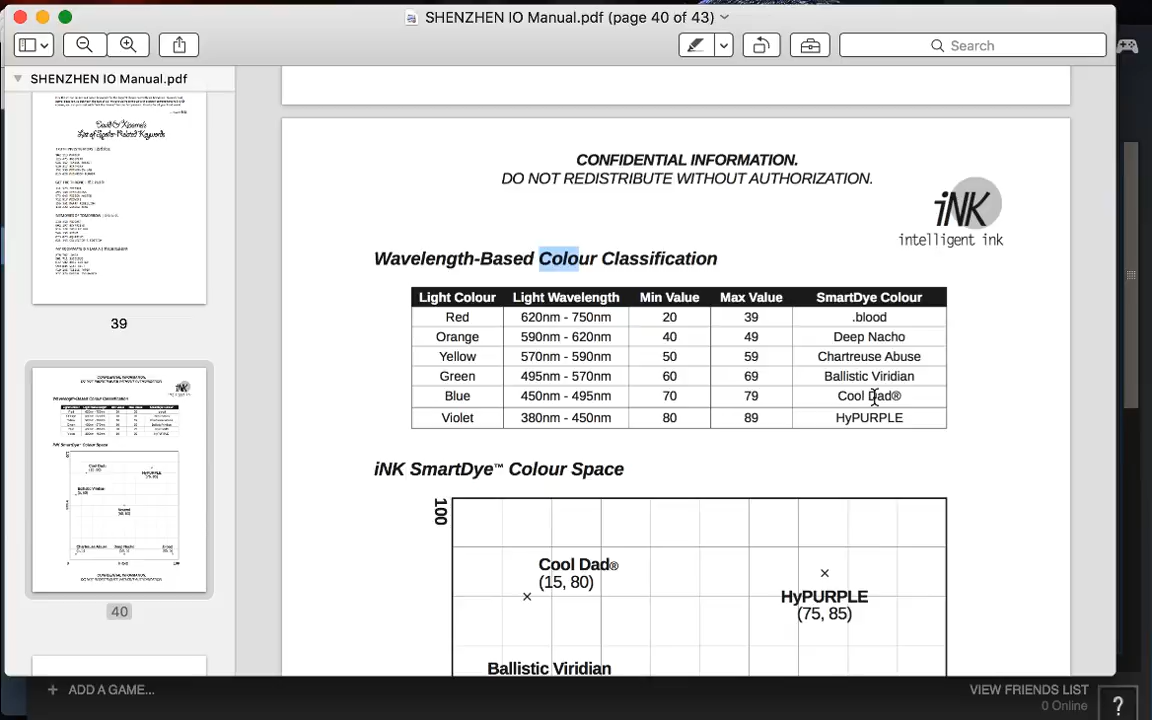 SHENZHEN IO Manual.pdf (page 40 of 43)
Search
SHENZHEN IO Manual.pdf
39
40
CONFIDENTIAL INFORMATION.
DO NOT REDISTRIBUTE WITHOUT AUTHORIZATION.
iNK
intelligent ink
Wavelength-Based Colour Classification
Light Colour Light Wavelength Min Value Max Value SmartDye Colour
Red 620nm - 750nm 20 39 .blood
Orange 590nm - 620nm 40 49 Deep Nacho
Yellow 570nm - 590nm 50 59 Chartreuse Abuse
Green 495nm - 570nm 60 69 Ballistic Viridian
Blue 450nm - 495nm 70 79 Cool Dad®
Violet 380nm - 450nm 80 89 HyPURPLE
iNK SmartDye™ Colour Space
100
Cool Dad®
(15, 80)
HyPURPLE
(75, 85)
Ballistic Viridian
+ ADD A GAME...
VIEW FRIENDS LIST
0 Online
?